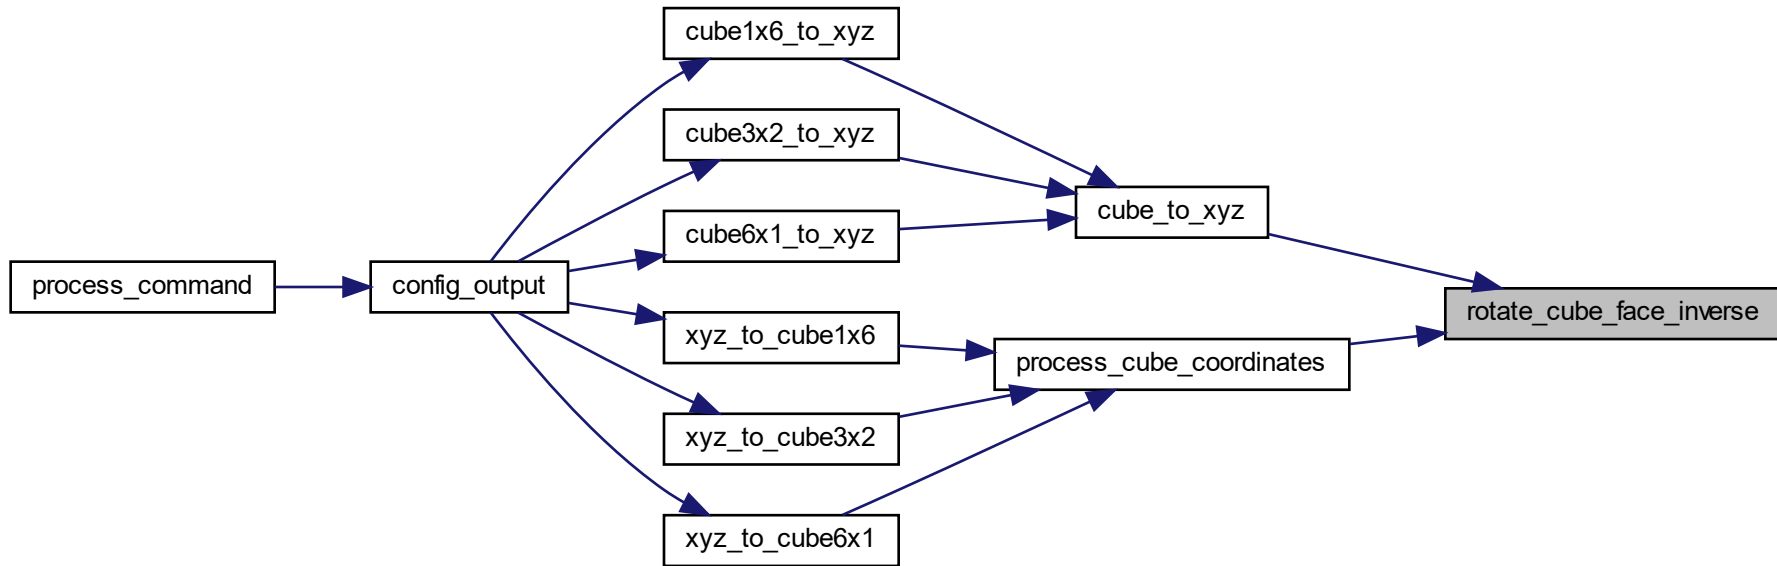 cube1x6_to_xyz
cube3x2_to_xyz
cube_to_xyz
cube6x1_to_xyz
process_command
config_output
rotate_cube_face_inverse
xyz_to_cube1x6
process_cube_coordinates
xyz_to_cube3x2
xyz_to_cube6x1